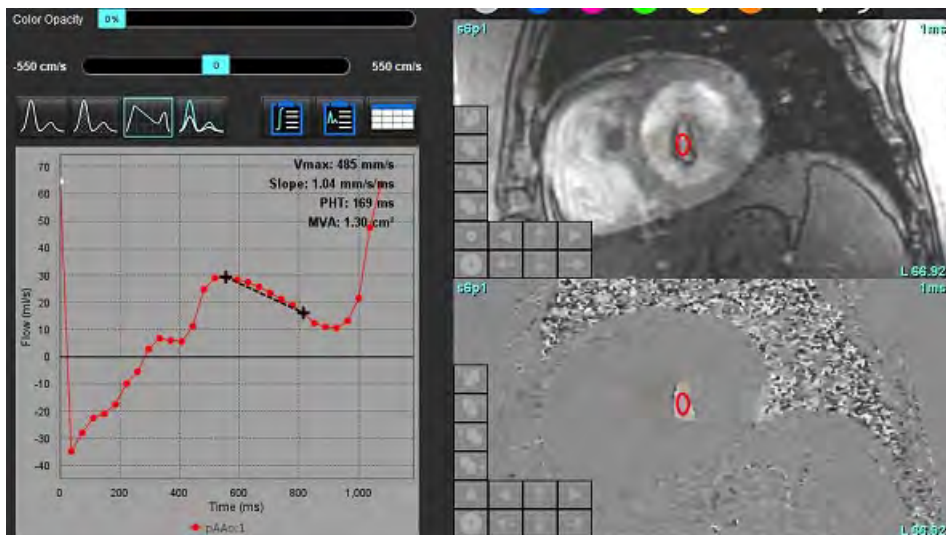 Color Opacity 0%
-550 cm/s 0 550 cm/s
Vmax: 485 mm/s
Slope: 1.04 mm/s/ms
PHT: 169 ms
MVA: 1.30 cm²
70
60
50
40
30
20
10
0
-10
-20
-30
-40
Flow (ml/s)
0 200 400 600 800 1,000
Time (ms)
pAAo:1
s6p1 1ms
L 66.92
s6p1 1ms
L 66.92